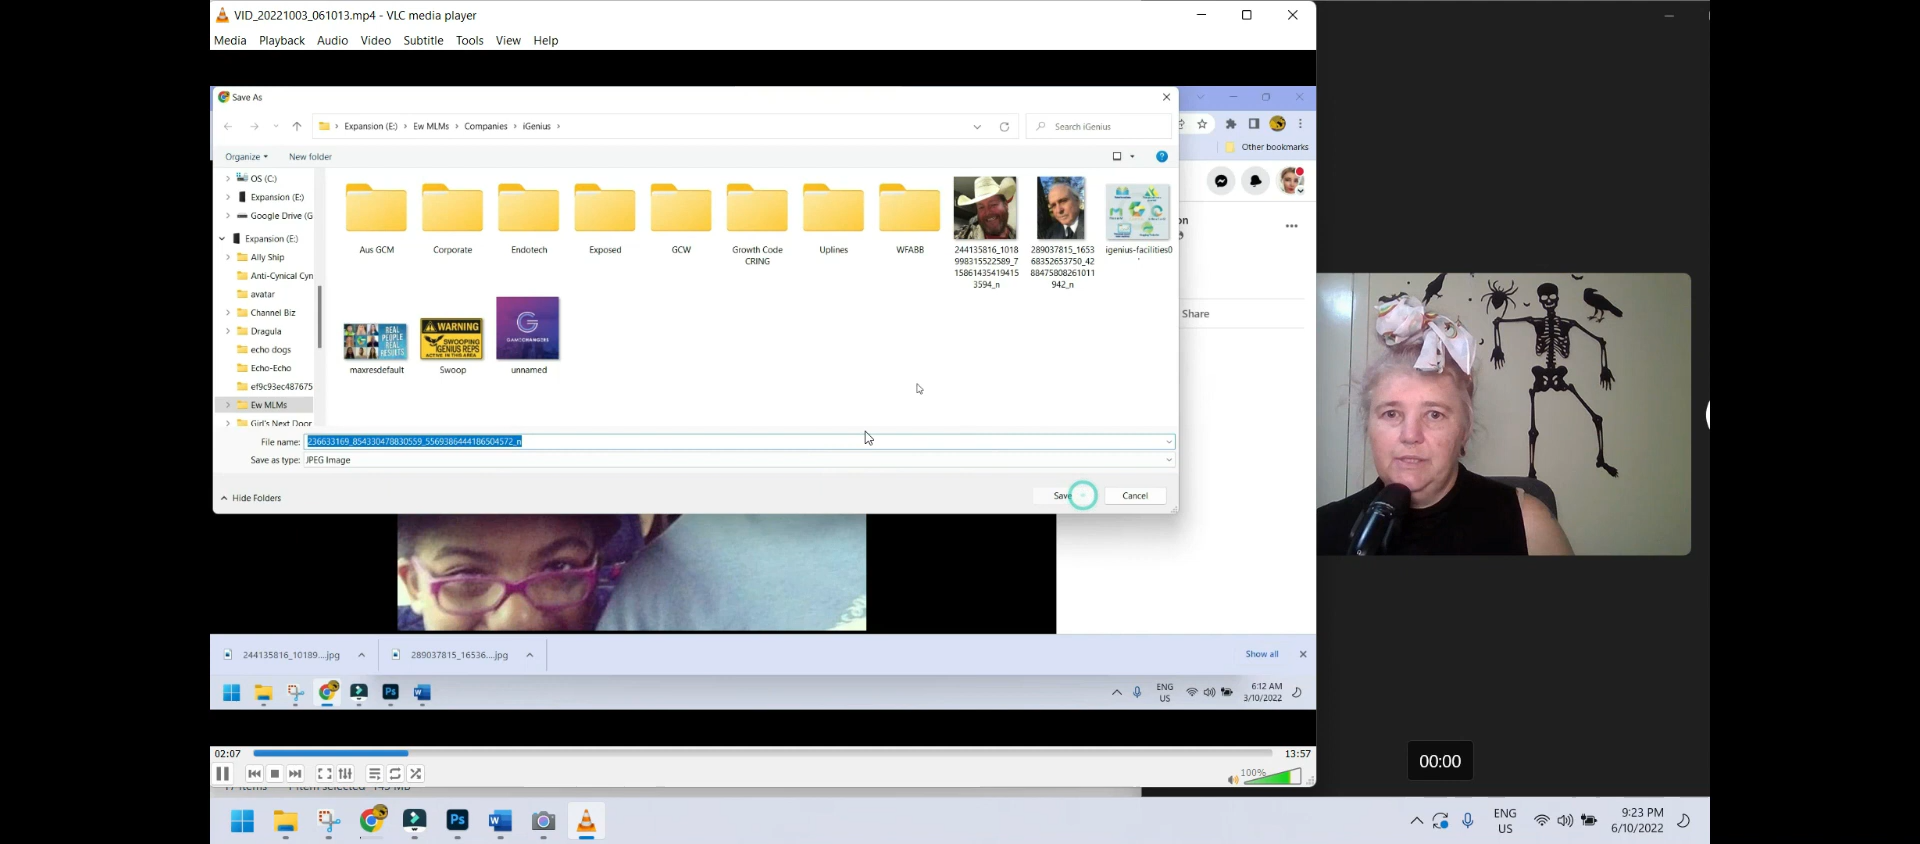 VID_20221003_061013.mp4 - VLC media player
Media Playback Audio Video Subtitle Tools View Help
Save As
Expansion (E:) › Ew MLMs › Companies › iGenius ›
Search iGenius
Other bookmarks
Organize
New folder
OS (C:)
Expansion (E:)
Google Drive (G
Expansion (E:)
Ally Ship
Anti-Cynical Cyn
avatar
Channel Biz
Dragula
echo dogs
Echo-Echo
ef9c93ec487675
Ew MLMs
Girl's Next Door
Aus GCM
Corporate
Endotech
Exposed
GCW
Growth Code
CRING
Uplines
WFABB
244135816_1018
998315522589_7
15861435419415
3594_n
289037815_1653
68352653750_42
88475808261011
942_n
igenius-facilities0
REAL
PEOPLE
REAL
RESULTS
maxresdefault
WARNING
SWOOPING
IGENIUS REPS
ACTIVE IN THIS AREA
Swoop
G
GAMECHANGERS
unnamed
on
Share
File name: 236633169_854330478830559_5569386444186504572_n
Save as type: JPEG Image
Hide Folders
Save
Cancel
244135816_10189....jpg
289037815_16536....jpg
Show all
Ps
W
ENG
US
6:12 AM
3/10/2022
02:07
13:57
100%
00:00
Ps
W
ENG
US
9:23 PM
6/10/2022